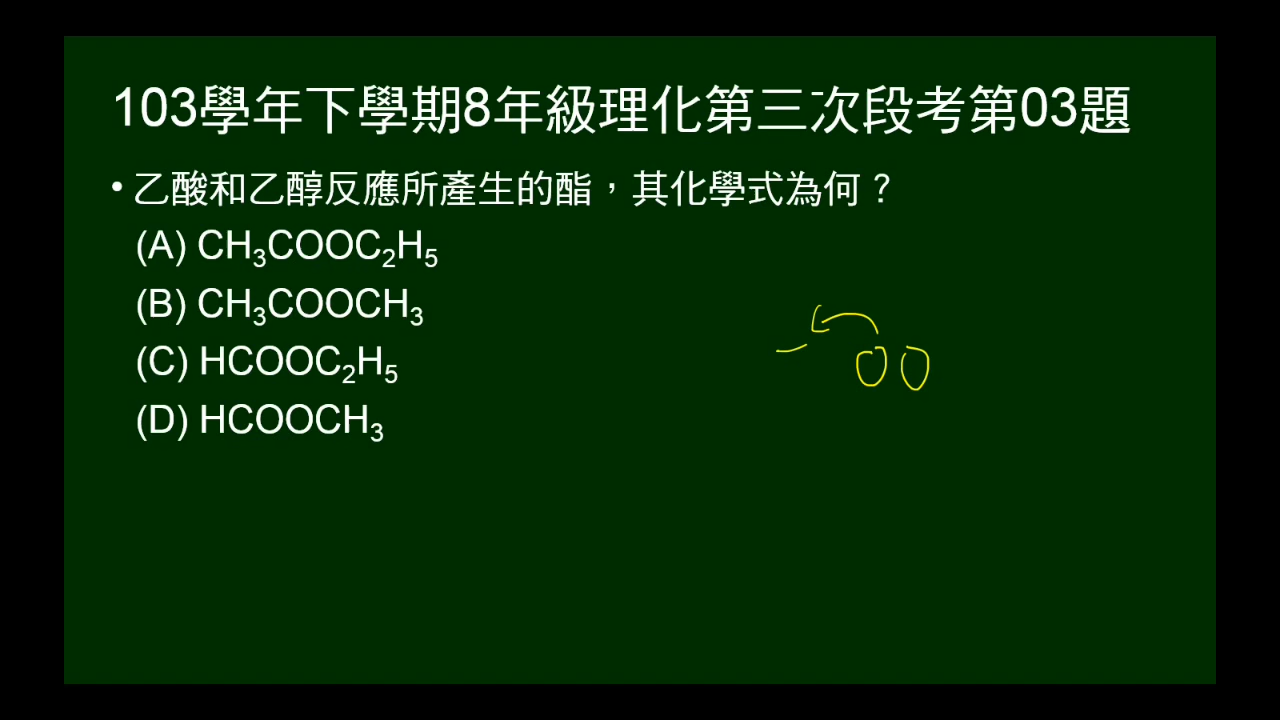 103學年下學期8年級理化第三次段考第03題
• 乙酸和乙醇反應所產生的酯，其化學式為何？
(A) CH₃COOC₂H₅
(B) CH₃COOCH₃
(C) HCOOC₂H₅
(D) HCOOCH₃